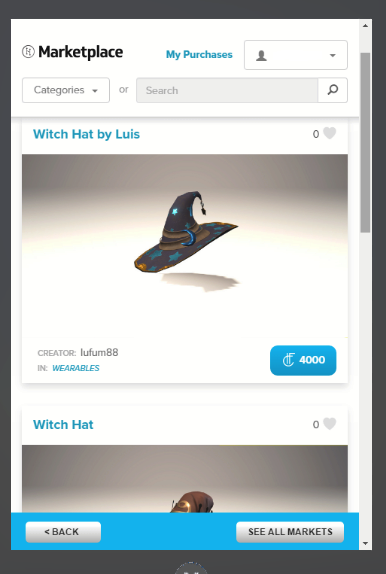 Marketplace
My Purchases
Categories
or
Search
Witch Hat by Luis
0
CREATOR: lufum88
IN: WEARABLES
4000
Witch Hat
0
< BACK
SEE ALL MARKETS